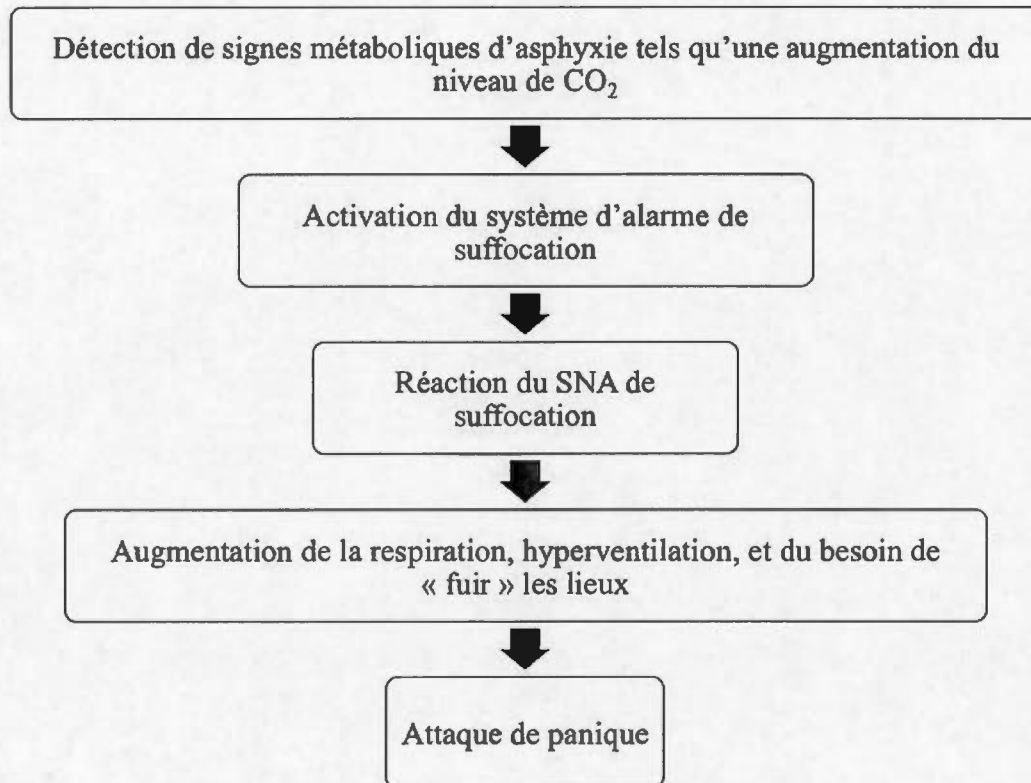 Détection de signes métaboliques d'asphyxie tels qu'une augmentation du
niveau de CO₂
Activation du système d'alarme de
suffocation
Réaction du SNA de
suffocation
Augmentation de la respiration, hyperventilation, et du besoin de
« fuir » les lieux
Attaque de panique